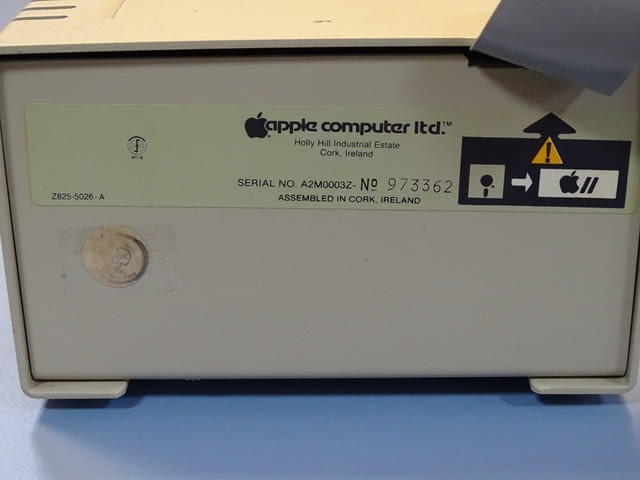 apple computer ltd.™
Holly Hill Industrial Estate
Cork, Ireland
SERIAL NO. A2M0003Z- Nº 973362
ASSEMBLED IN CORK, IRELAND
Z825-5026-A